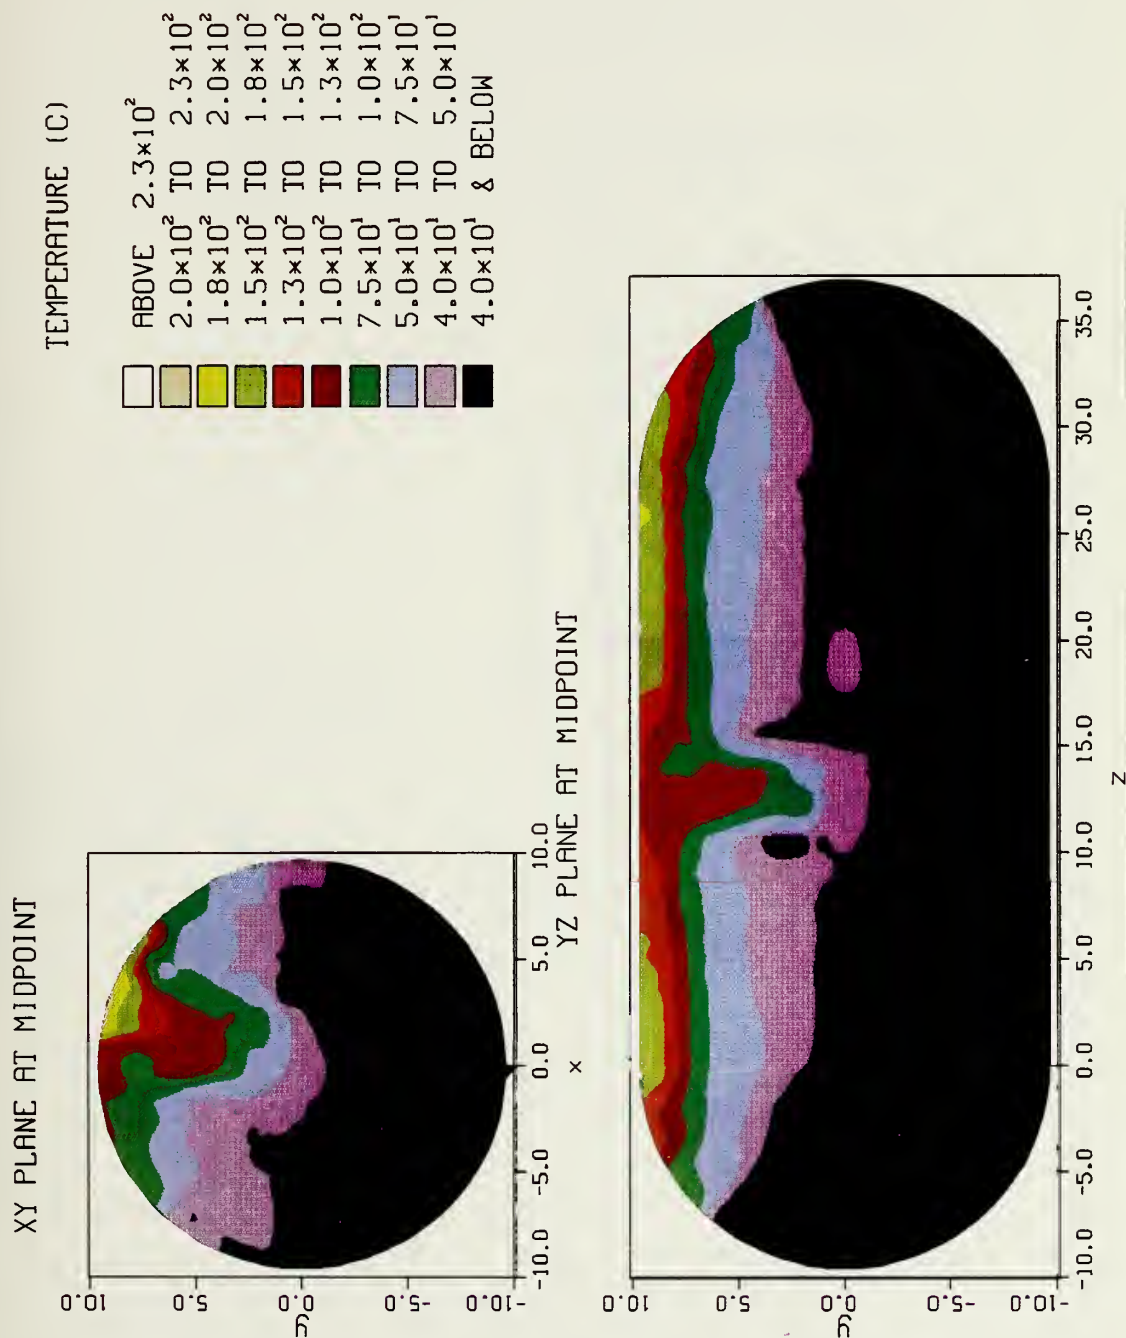 TEMPERATURE (C)
ABOVE 2.3×10²
2.0×10² TO 2.3×10²
1.8×10² TO 2.0×10²
1.5×10² TO 1.8×10²
1.3×10² TO 1.5×10²
1.0×10² TO 1.3×10²
7.5×10¹ TO 1.0×10²
5.0×10¹ TO 7.5×10¹
4.0×10¹ TO 5.0×10¹
4.0×10¹ & BELOW
XY PLANE AT MIDPOINT
10.0
5.0
0.0
-5.0
-10.0
y
-10.0 -5.0 0.0 5.0 10.0
x
YZ PLANE AT MIDPOINT
10.0
5.0
0.0
-5.0
-10.0
y
-5.0 0.0 5.0 10.0 15.0 20.0 25.0 30.0 35.0
Z